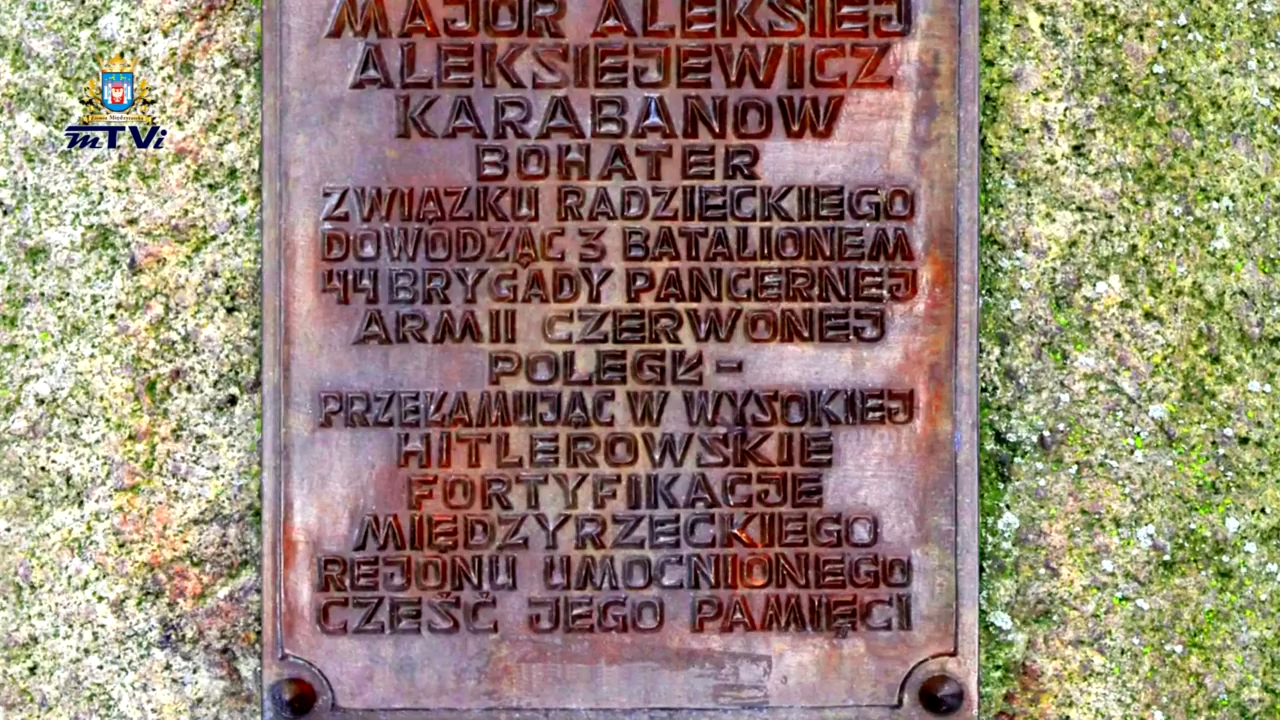 MAJOR ALEKSIEJ
ALEKSIEJEWICZ
KARABANOW
BOHATER
ZWIĄZKU RADZIECKIEGO
DOWODZĄC 3 BATALIONEM
44 BRYGADY PANCERNEJ
ARMII CZERWONEJ
POLEGŁ -
PRZEŁAMUJĄC W WYSOKIEJ
HITLEROWSKIE
FORTYFIKACJE
MIĘDZYRZECKIEGO
REJONU UMOCNIONEGO
CZEŚĆ JEGO PAMIĘCI
mTVi